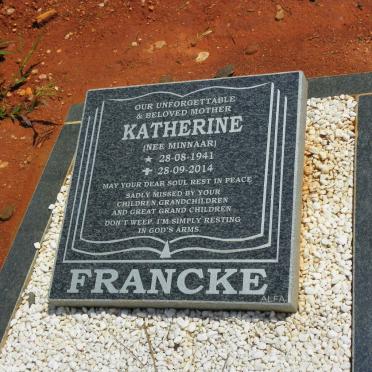 OUR UNFORGETTABLE
& BELOVED MOTHER
KATHERINE
(NEE MINNAAR)
★ 28-08-1941
✚ 28-09-2014
MAY YOUR DEAR SOUL REST IN PEACE
SADLY MISSED BY YOUR
CHILDREN, GRANDCHILDREN
AND GREAT GRAND CHILDREN
DON'T WEEP. I'M SIMPLY RESTING
IN GOD'S ARMS.
FRANCKE
ALFA